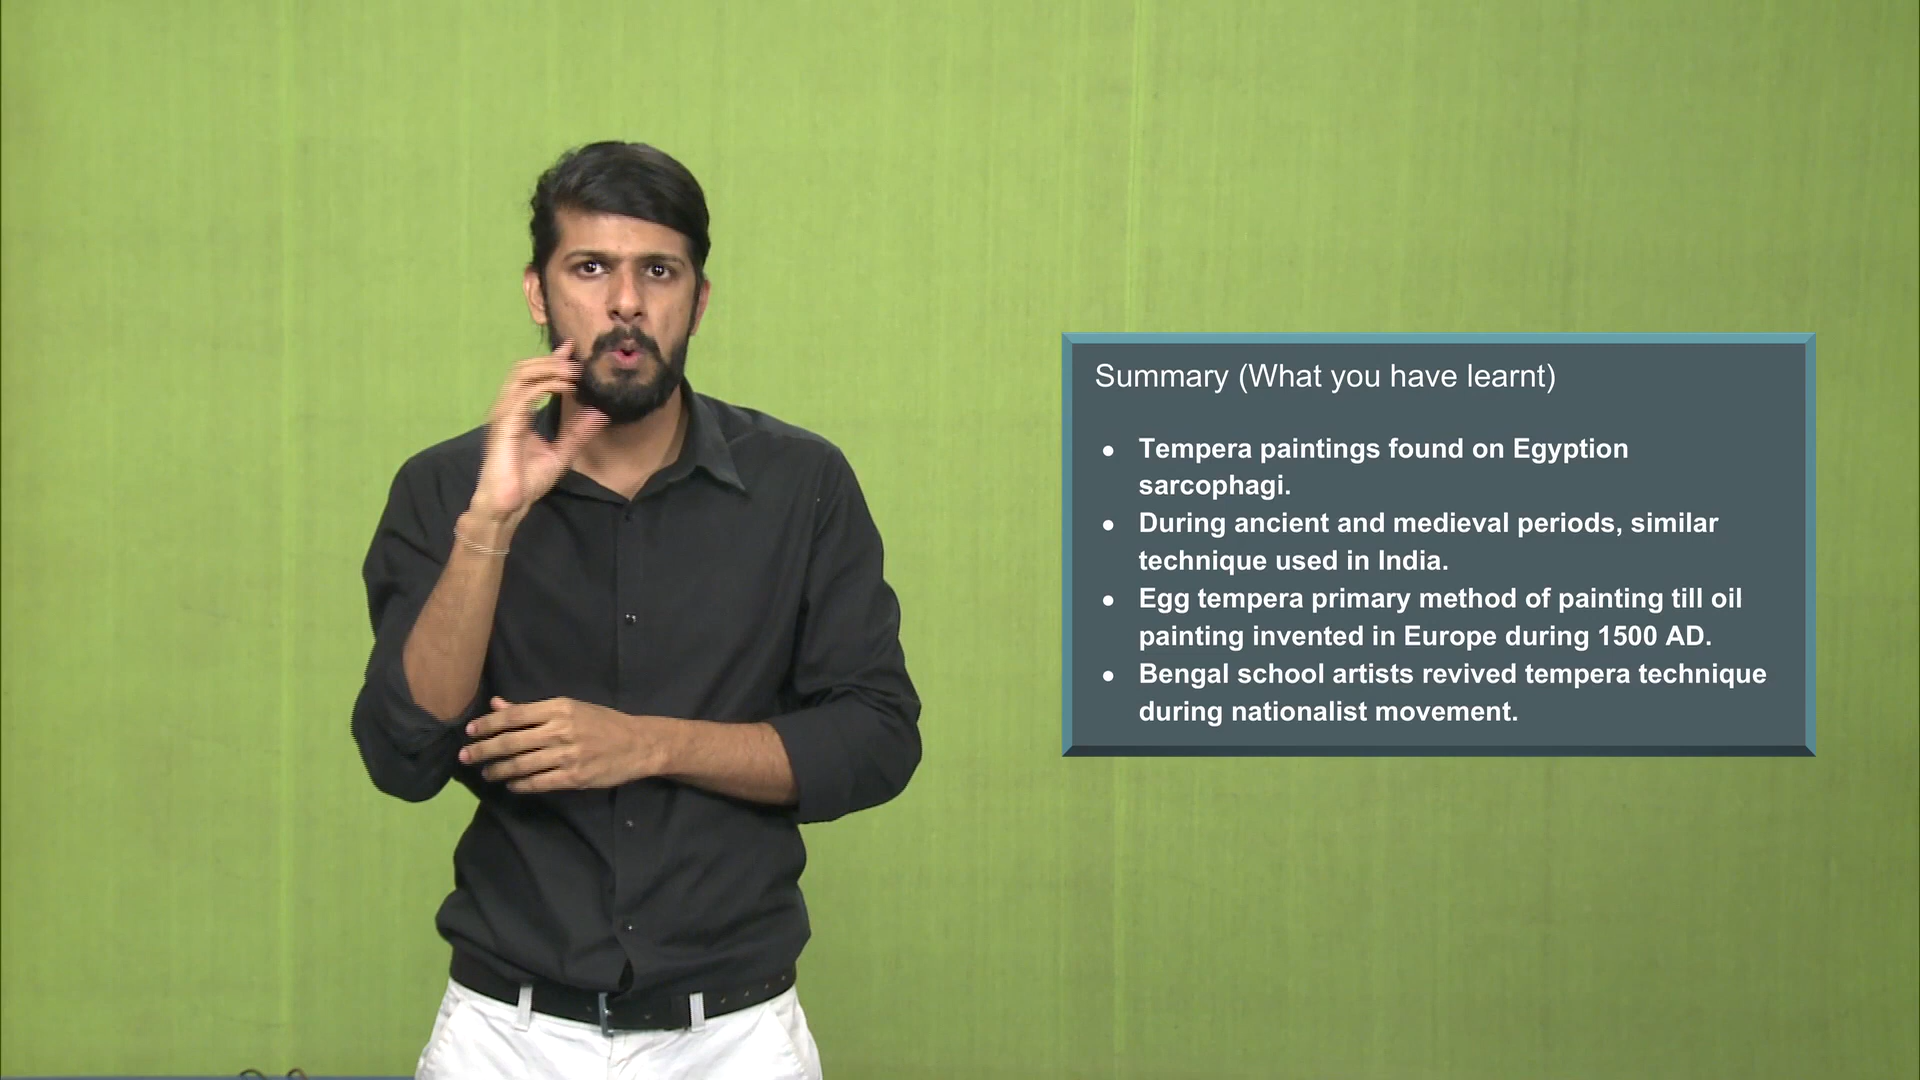 Summary (What you have learnt)
● Tempera paintings found on Egyption
sarcophagi.
● During ancient and medieval periods, similar
technique used in India.
● Egg tempera primary method of painting till oil
painting invented in Europe during 1500 AD.
● Bengal school artists revived tempera technique
during nationalist movement.